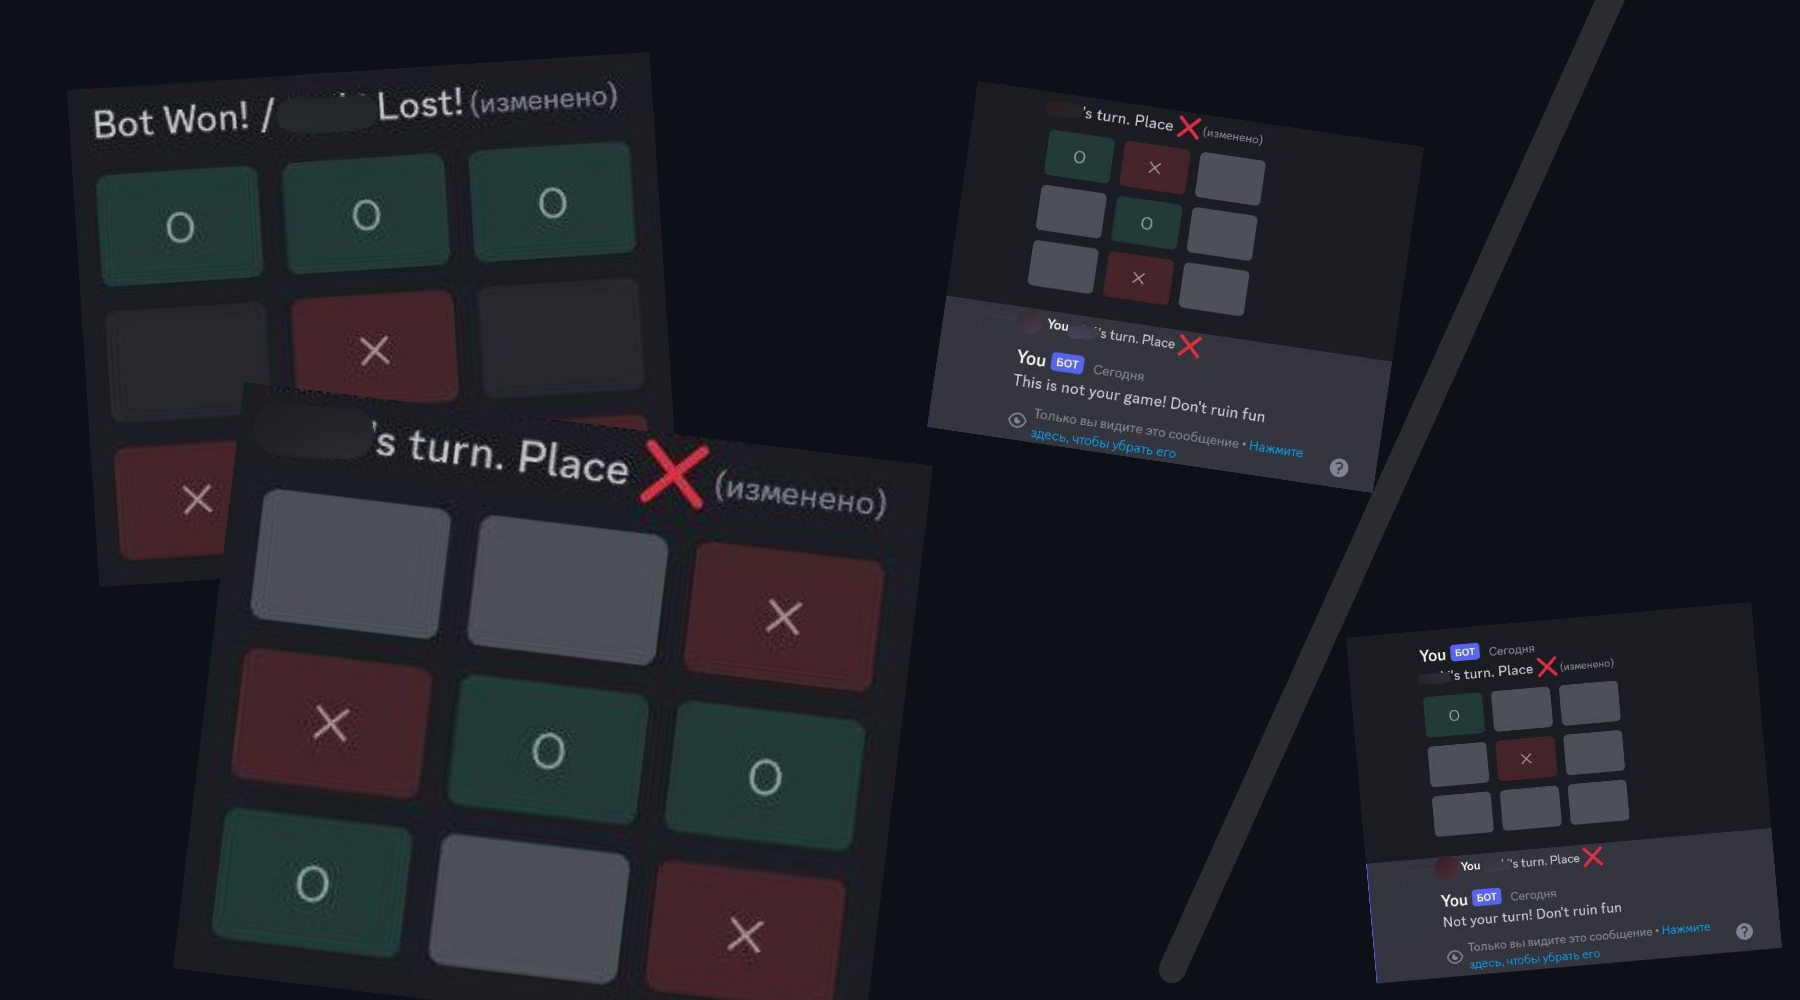 Bot Won! / Lost! (изменено)
O O O
X
X
's turn. Place ❌ (изменено)
X
X O O
O X
's turn. Place ❌ (изменено)
O X
O
X
You 's turn. Place ❌
You БОТ Сегодня
This is not your game! Don't ruin fun
Только вы видите это сообщение • Нажмите
здесь, чтобы убрать его
?
You БОТ Сегодня
's turn. Place ❌ (изменено)
O
X
You 's turn. Place ❌
You БОТ Сегодня
Not your turn! Don't ruin fun
Только вы видите это сообщение • Нажмите
здесь, чтобы убрать его
?